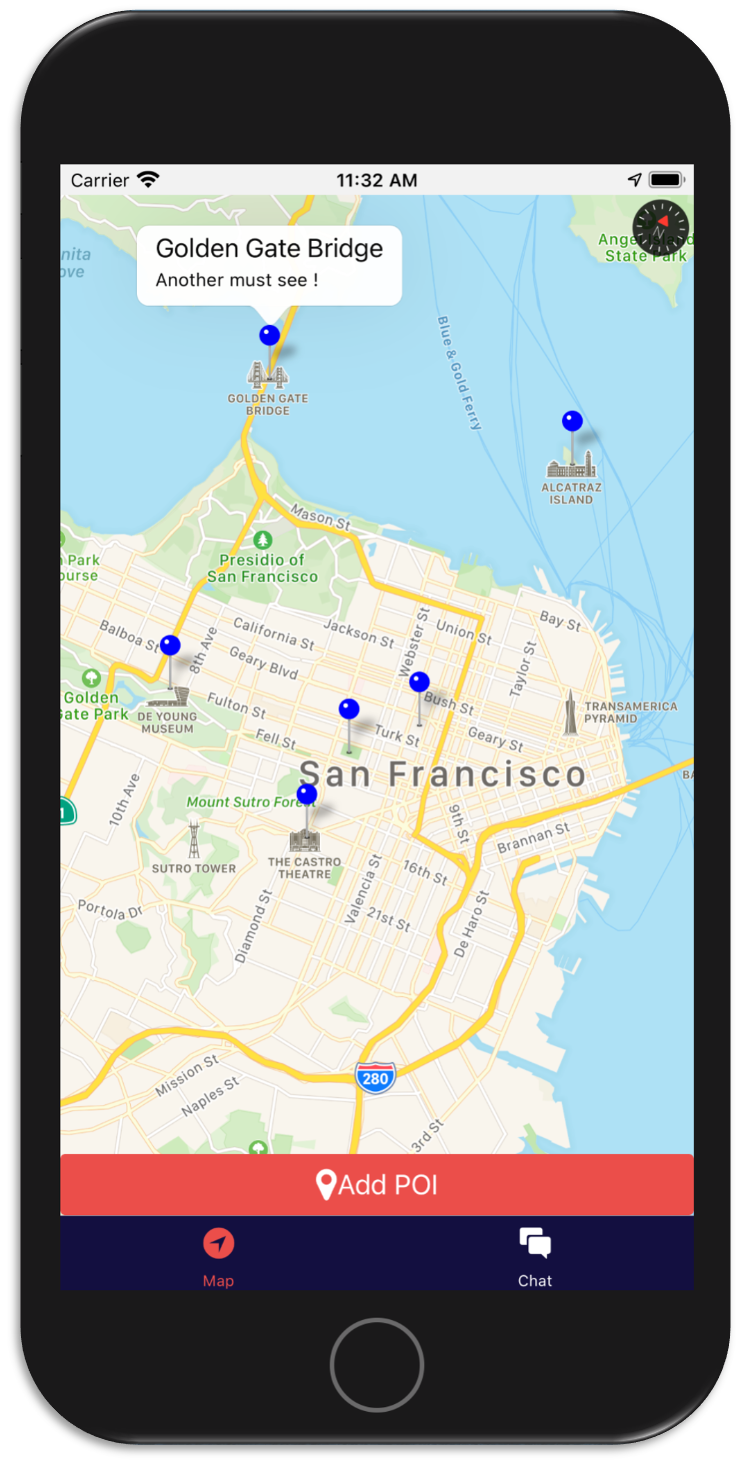 Carrier
11:32 AM
Golden Gate Bridge
Another must see !
nita
ove
State Park
Blue & Gold Ferry
GOLDEN GATE
BRIDGE
ALCATRAZ
ISLAND
Mason St
Presidio of
San Francisco
Park
ourse
Balboa St
8th Ave
California St
Jackson St
Webster St
Union St
Bay St
Taylor St
Geary Blvd
Golden
Gate Park
DE YOUNG
MUSEUM
Fulton St
Bush St
TRANSAMERICA
PYRAMID
Fell St
Turk St
Geary St
San Francisco
BA
10th Ave
1
Mount Sutro Forest
SUTRO TOWER
THE CASTRO
THEATRE
9th St
Brannan St
16th St
Valencia St
Portola Dr
Diamond St
21st St
De Haro St
280
Mission St
Naples St
3rd St
Add POI
Map
Chat